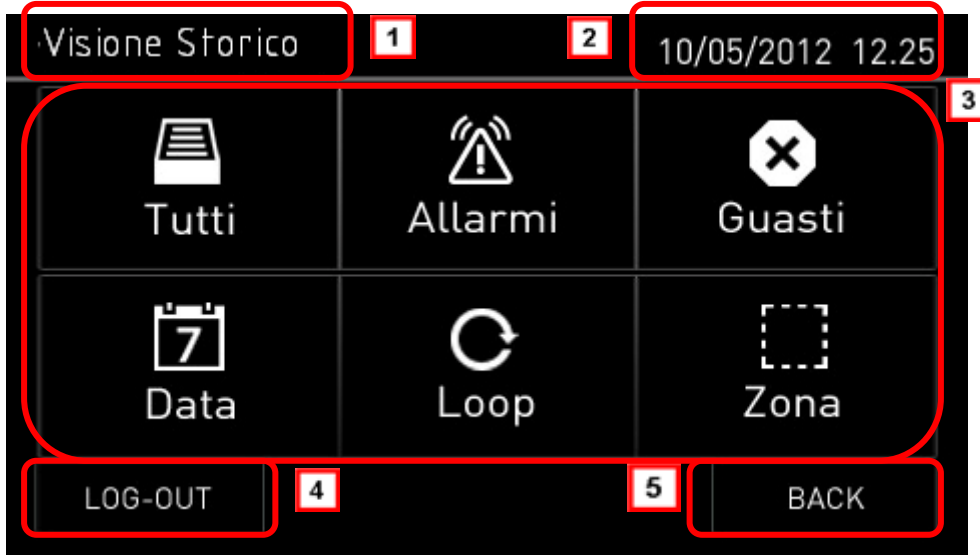 Visione Storico 1 2 10/05/2012 12.25
3
Tutti Allarmi Guasti
7
Data Loop Zona
LOG-OUT 4 5 BACK